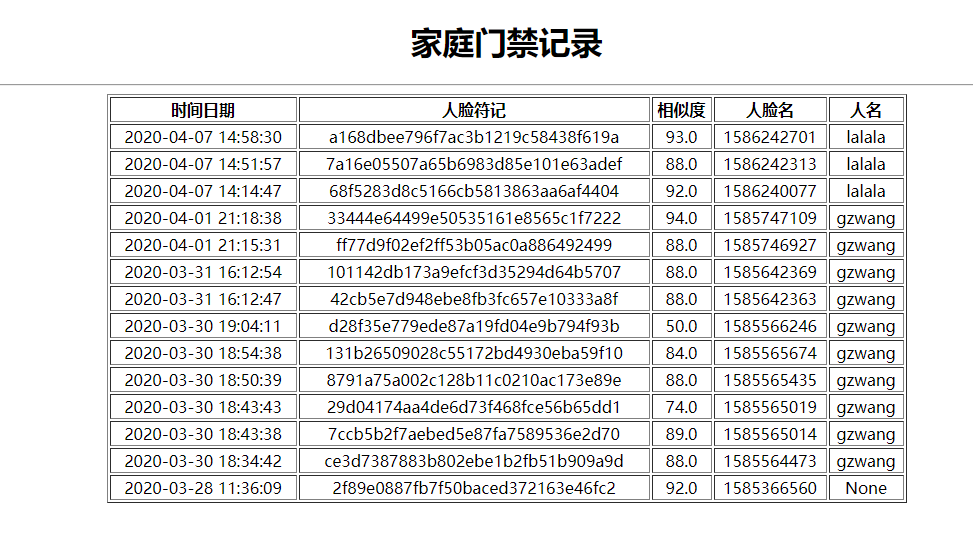 家庭门禁记录
时间日期 人脸符记 相似度 人脸名 人名
2020-04-07 14:58:30 a168dbee796f7ac3b1219c58438f619a 93.0 1586242701 lalala
2020-04-07 14:51:57 7a16e05507a65b6983d85e101e63adef 88.0 1586242313 lalala
2020-04-07 14:14:47 68f5283d8c5166cb5813863aa6af4404 92.0 1586240077 lalala
2020-04-01 21:18:38 33444e64499e50535161e8565c1f7222 94.0 1585747109 gzwang
2020-04-01 21:15:31 ff77d9f02ef2ff53b05ac0a886492499 88.0 1585746927 gzwang
2020-03-31 16:12:54 101142db173a9efcf3d35294d64b5707 88.0 1585642369 gzwang
2020-03-31 16:12:47 42cb5e7d948ebe8fb3fc657e10333a8f 88.0 1585642363 gzwang
2020-03-30 19:04:11 d28f35e779ede87a19fd04e9b794f93b 50.0 1585566246 gzwang
2020-03-30 18:54:38 131b26509028c55172bd4930eba59f10 84.0 1585565674 gzwang
2020-03-30 18:50:39 8791a75a002c128b11c0210ac173e89e 88.0 1585565435 gzwang
2020-03-30 18:43:43 29d04174aa4de6d73f468fce56b65dd1 74.0 1585565019 gzwang
2020-03-30 18:43:38 7ccb5b2f7aebed5e87fa7589536e2d70 89.0 1585565014 gzwang
2020-03-30 18:34:42 ce3d7387883b802ebe1b2fb51b909a9d 88.0 1585564473 gzwang
2020-03-28 11:36:09 2f89e0887fb7f50baced372163e46fc2 92.0 1585366560 None